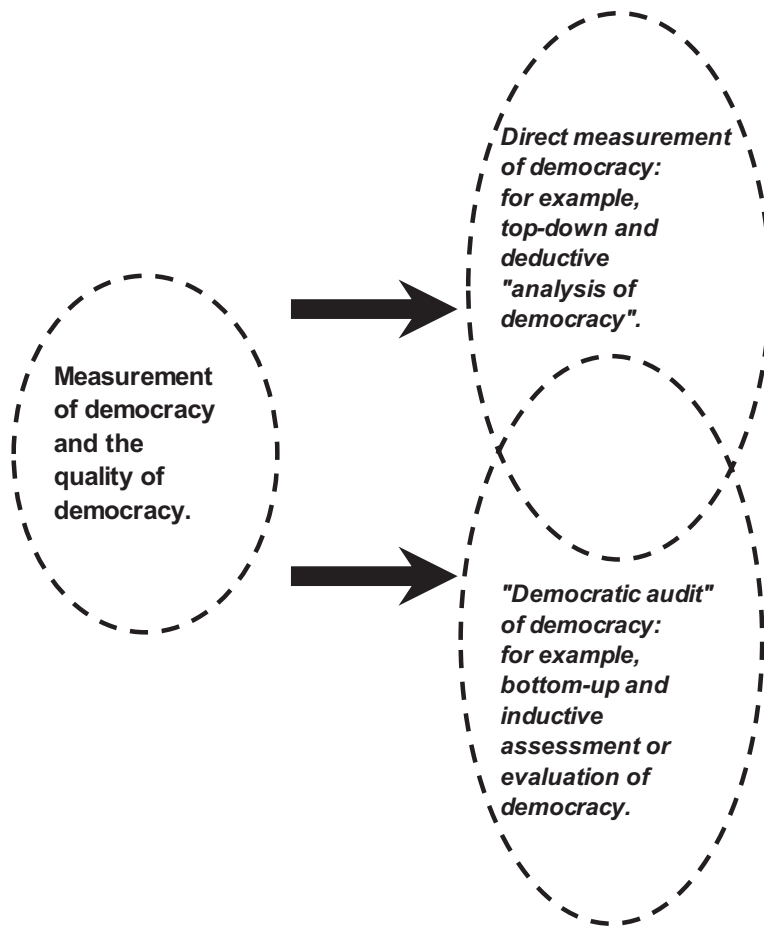 Direct measurement
of democracy:
for example,
top-down and
deductive
"analysis of
democracy".
Measurement
of democracy
and the
quality of
democracy.
"Democratic audit"
of democracy:
for example,
bottom-up and
inductive
assessment or
evaluation of
democracy.